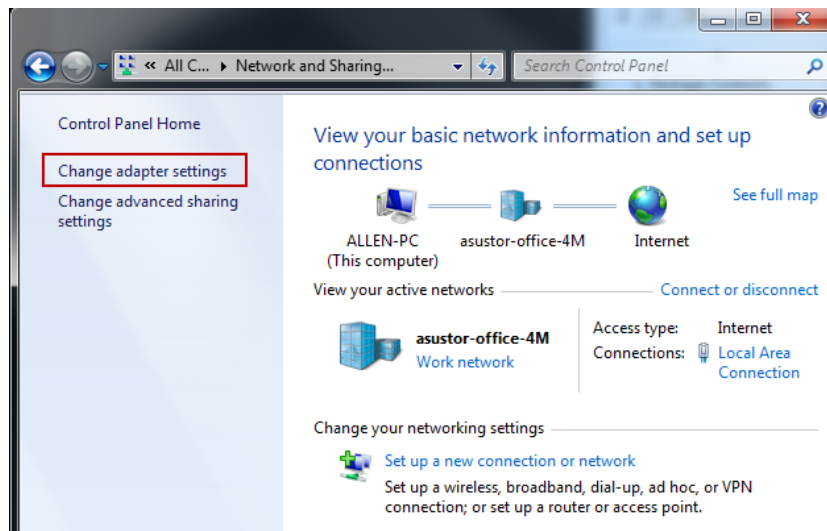 « All C... ▸ Network and Sharing...
Search Control Panel
Control Panel Home
Change adapter settings
Change advanced sharing
settings
View your basic network information and set up
connections
See full map
ALLEN-PC
(This computer)
asustor-office-4M
Internet
View your active networks
Connect or disconnect
asustor-office-4M
Work network
Access type: Internet
Connections: Local Area
Connection
Change your networking settings
Set up a new connection or network
Set up a wireless, broadband, dial-up, ad hoc, or VPN
connection; or set up a router or access point.